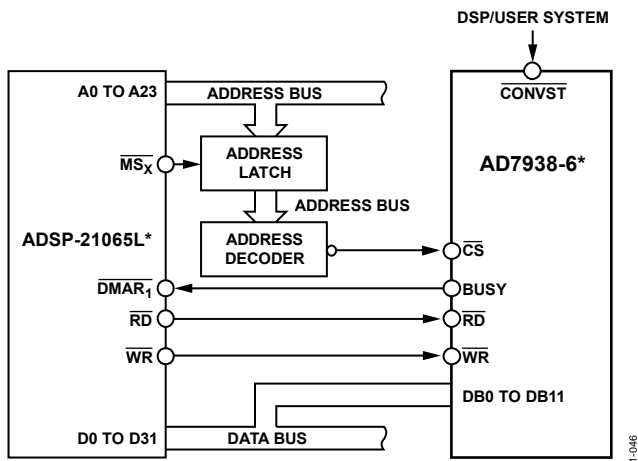 DSP/USER SYSTEM
A0 TO A23
ADDRESS BUS
CONVST
MSX
ADDRESS
LATCH
AD7938-6*
ADDRESS BUS
ADSP-21065L*
ADDRESS
DECODER
CS
DMAR1
BUSY
RD
RD
WR
WR
DB0 TO DB11
D0 TO D31
DATA BUS
1-046